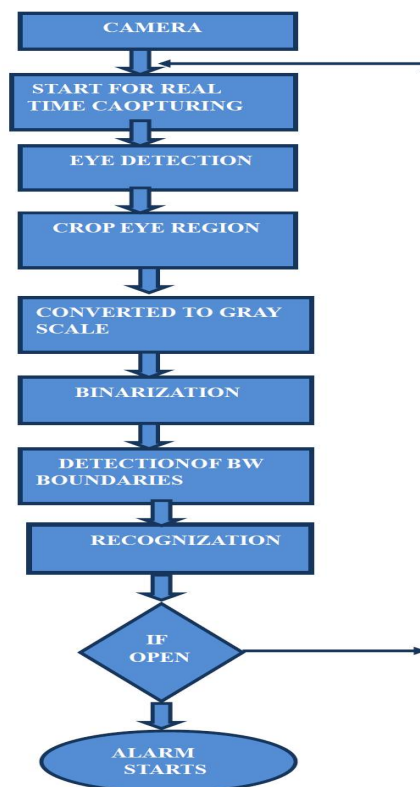 CAMERA
START FOR REAL
TIME CAOPTURING
EYE DETECTION
CROP EYE REGION
CONVERTED TO GRAY
SCALE
BINARIZATION
DETECTIONOF BW
BOUNDARIES
RECOGNIZATION
IF
OPEN
ALARM
STARTS